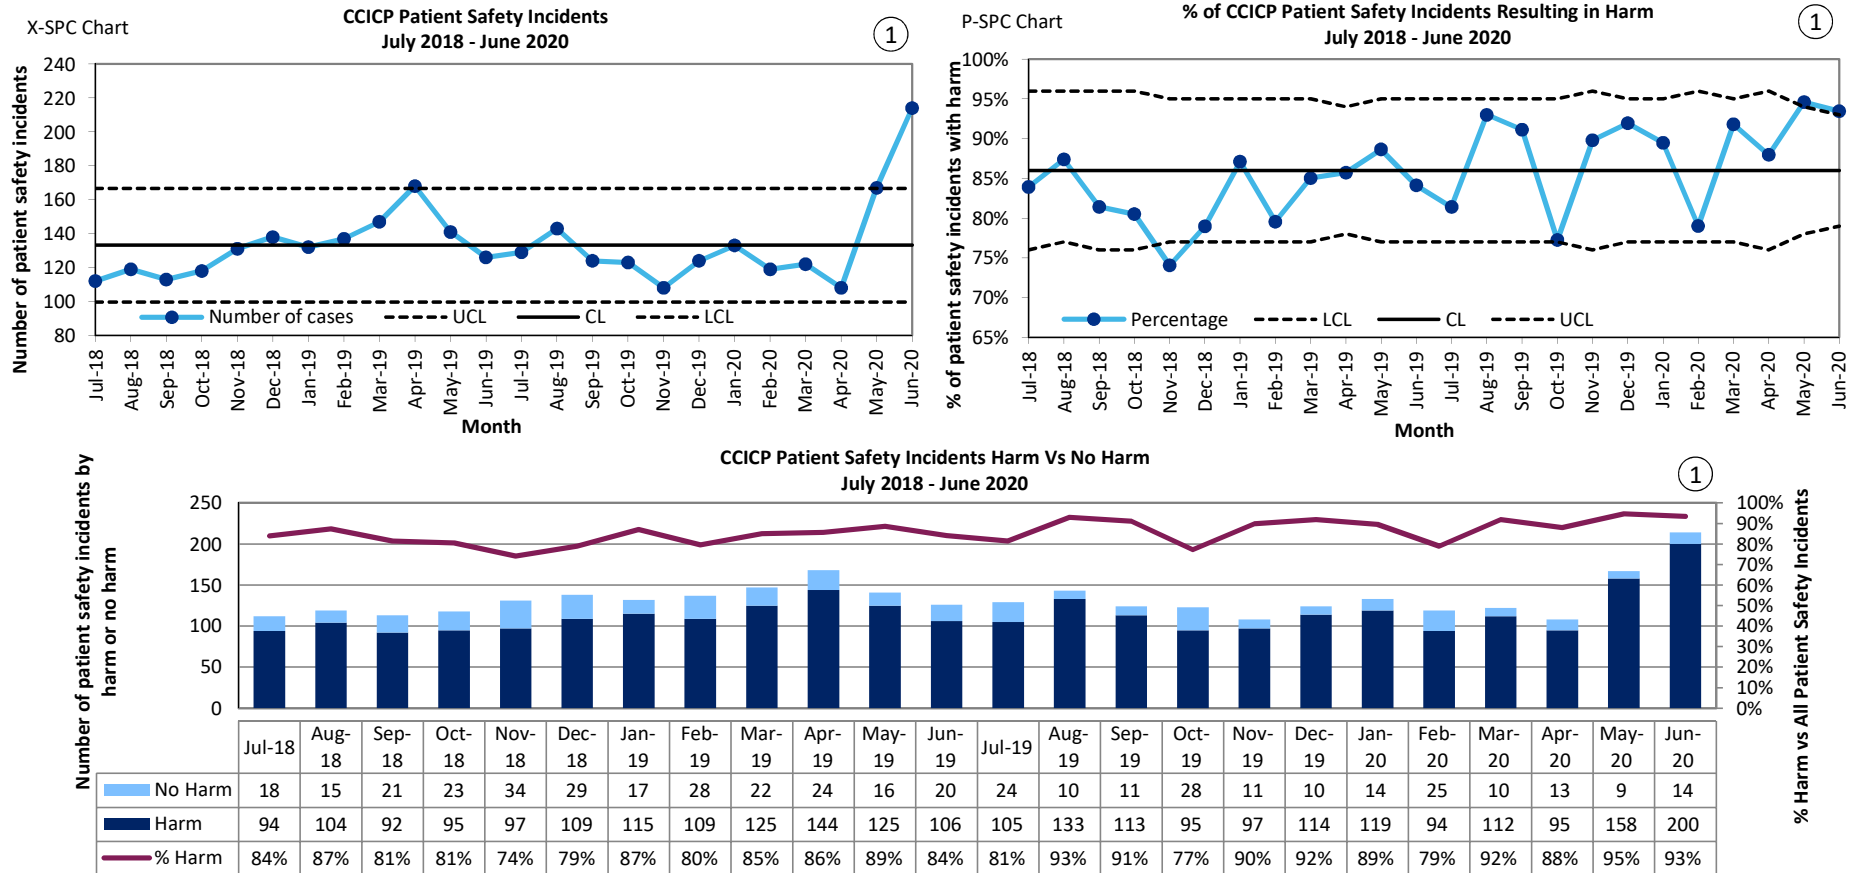 X-SPC Chart
CCICP Patient Safety Incidents
July 2018 - June 2020
1
Number of patient safety incidents
240
220
200
180
160
140
120
100
80
Number of cases UCL CL LCL
Jul-18 Aug-18 Sep-18 Oct-18 Nov-18 Dec-18 Jan-19 Feb-19 Mar-19 Apr-19 May-19 Jun-19 Jul-19 Aug-19 Sep-19 Oct-19 Nov-19 Dec-19 Jan-20 Feb-20 Mar-20 Apr-20 May-20 Jun-20
Month
P-SPC Chart
% of CCICP Patient Safety Incidents Resulting in Harm
July 2018 - June 2020
1
% of patient safety incidents with harm
100%
95%
90%
85%
80%
75%
70%
65%
Percentage LCL CL UCL
Jul-18 Aug-18 Sep-18 Oct-18 Nov-18 Dec-18 Jan-19 Feb-19 Mar-19 Apr-19 May-19 Jun-19 Jul-19 Aug-19 Sep-19 Oct-19 Nov-19 Dec-19 Jan-20 Feb-20 Mar-20 Apr-20 May-20 Jun-20
Month
CCICP Patient Safety Incidents Harm Vs No Harm
July 2018 - June 2020
1
Number of patient safety incidents by
harm or no harm
250
200
150
100
50
0
100%
90%
80%
70%
60%
50%
40%
30%
20%
10%
0%
% Harm vs All Patient Safety Incidents
Jul-18 Aug-18 Sep-18 Oct-18 Nov-18 Dec-18 Jan-19 Feb-19 Mar-19 Apr-19 May-19 Jun-19 Jul-19 Aug-19 Sep-19 Oct-19 Nov-19 Dec-19 Jan-20 Feb-20 Mar-20 Apr-20 May-20 Jun-20
No Harm 18 15 21 23 34 29 17 28 22 24 16 20 24 10 11 28 11 10 14 25 10 13 9 14
Harm 94 104 92 95 97 109 115 109 125 144 125 106 105 133 113 95 97 114 119 94 112 95 158 200
% Harm 84% 87% 81% 81% 74% 79% 87% 80% 85% 86% 89% 84% 81% 93% 91% 77% 90% 92% 89% 79% 92% 88% 95% 93%